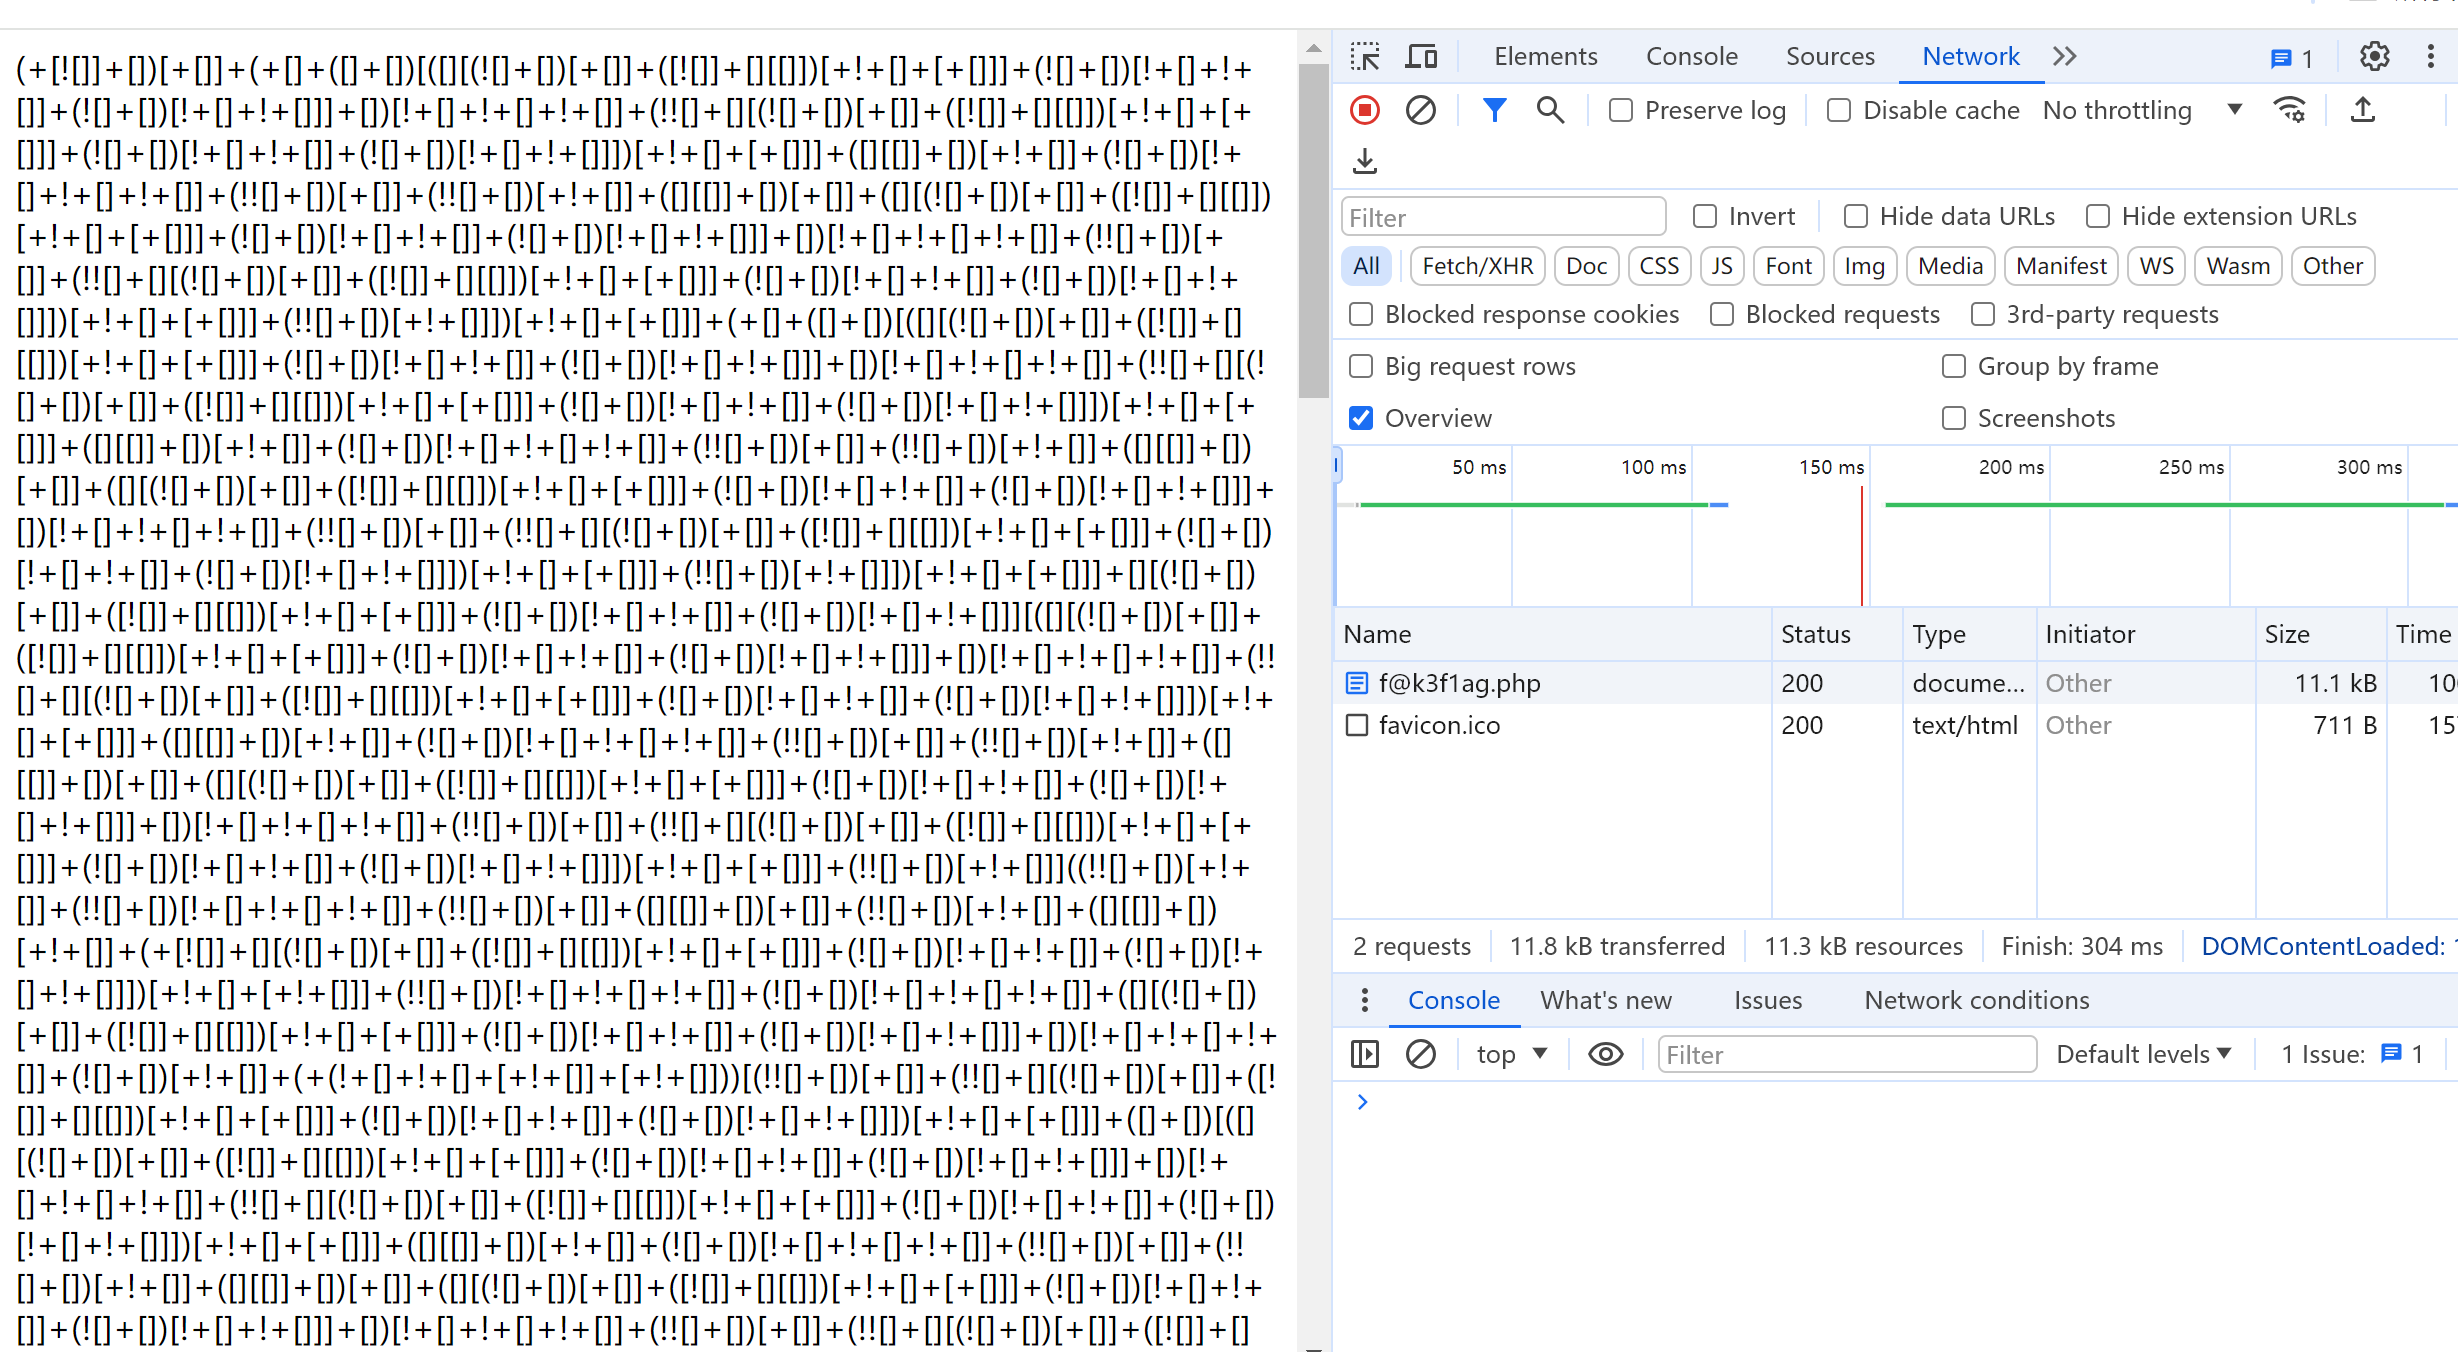 (+[![]]+[])[+[]]+(+[]+([]+[])[([][(![]+[])[+[]]+([![]]+[][[]])[+!+[]+[+[]]]+(![]+[])[!+[]+!+
[]]+(![]+[])[!+[]+!+[]]]+[])[!+[]+!+[]+!+[]]+(!![]+[][(![]+[])[+[]]+([![]]+[][[]])[+!+[]+[+
[]]]+(![]+[])[!+[]+!+[]]+(![]+[])[!+[]+!+[]]])[+!+[]+[+[]]]+([][[]]+[])[+!+[]]+(![]+[])[!+
[]+!+[]+!+[]]+(!![]+[])[+[]]+(!![]+[])[+!+[]]+([][[]]+[])[+[]]+([][(![]+[])[+[]]+([![]]+[][[]])
[+!+[]+[+[]]]+(![]+[])[!+[]+!+[]]+(![]+[])[!+[]+!+[]]]+[])[!+[]+!+[]+!+[]]+(!![]+[])[+
[]]+(!![]+[][(![]+[])[+[]]+([![]]+[][[]])[+!+[]+[+[]]]+(![]+[])[!+[]+!+[]]+(![]+[])[!+[]+!+
[]]])[+!+[]+[+[]]]+(!![]+[])[+!+[]]])[+!+[]+[+[]]]+(+[]+([]+[])[([][(![]+[])[+[]]+([![]]+[]
[[]])[+!+[]+[+[]]]+(![]+[])[!+[]+!+[]]+(![]+[])[!+[]+!+[]]]+[])[!+[]+!+[]+!+[]]+(!![]+[][(!
[]+[])[+[]]+([![]]+[][[]])[+!+[]+[+[]]]+(![]+[])[!+[]+!+[]]+(![]+[])[!+[]+!+[]]])[+!+[]+[+
[]]]+([][[]]+[])[+!+[]]+(![]+[])[!+[]+!+[]+!+[]]+(!![]+[])[+[]]+(!![]+[])[+!+[]]+([][[]]+[])
[+[]]+([][(![]+[])[+[]]+([![]]+[][[]])[+!+[]+[+[]]]+(![]+[])[!+[]+!+[]]+(![]+[])[!+[]+!+[]]]+
[])[!+[]+!+[]+!+[]]+(!![]+[])[+[]]+(!![]+[][(![]+[])[+[]]+([![]]+[][[]])[+!+[]+[+[]]]+(![]+[])
[!+[]+!+[]]+(![]+[])[!+[]+!+[]]])[+!+[]+[+[]]]+(!![]+[])[+!+[]]])[+!+[]+[+[]]]+[][(![]+[])
[+[]]+([![]]+[][[]])[+!+[]+[+[]]]+(![]+[])[!+[]+!+[]]+(![]+[])[!+[]+!+[]]][([][(![]+[])[+[]]+
([![]]+[][[]])[+!+[]+[+[]]]+(![]+[])[!+[]+!+[]]+(![]+[])[!+[]+!+[]]]+[])[!+[]+!+[]+!+[]]+(!!
[]+[][(![]+[])[+[]]+([![]]+[][[]])[+!+[]+[+[]]]+(![]+[])[!+[]+!+[]]+(![]+[])[!+[]+!+[]]])[+!+
[]+[+[]]]+([][[]]+[])[+!+[]]+(![]+[])[!+[]+!+[]+!+[]]+(!![]+[])[+[]]+(!![]+[])[+!+[]]+([]
[[]]+[])[+[]]+([][(![]+[])[+[]]+([![]]+[][[]])[+!+[]+[+[]]]+(![]+[])[!+[]+!+[]]+(![]+[])[!+
[]+!+[]]]+[])[!+[]+!+[]+!+[]]+(!![]+[])[+[]]+(!![]+[][(![]+[])[+[]]+([![]]+[][[]])[+!+[]+[+
[]]]+(![]+[])[!+[]+!+[]]+(![]+[])[!+[]+!+[]]])[+!+[]+[+[]]]+(!![]+[])[+!+[]]]((!![]+[])[+!+
[]]+(!![]+[])[!+[]+!+[]+!+[]]+(!![]+[])[+[]]+([][[]]+[])[+[]]+(!![]+[])[+!+[]]+([][[]]+[])
[+!+[]]+(+[![]]+[][(![]+[])[+[]]+([![]]+[][[]])[+!+[]+[+[]]]+(![]+[])[!+[]+!+[]]+(![]+[])[!+
[]+!+[]]])[+!+[]+[+!+[]]]+(!![]+[])[!+[]+!+[]+!+[]]+(![]+[])[!+[]+!+[]+!+[]]+([][(![]+[])
[+[]]+([![]]+[][[]])[+!+[]+[+[]]]+(![]+[])[!+[]+!+[]]+(![]+[])[!+[]+!+[]]]+[])[!+[]+!+[]+!+
[]]+(![]+[])[+!+[]]+(+(!+[]+!+[]+[+!+[]]+[+!+[]]))[(!![]+[])[+[]]+(!![]+[][(![]+[])[+[]]+([!
[]]+[][[]])[+!+[]+[+[]]]+(![]+[])[!+[]+!+[]]+(![]+[])[!+[]+!+[]]])[+!+[]+[+[]]]+([]+[])[([]
[(![]+[])[+[]]+([![]]+[][[]])[+!+[]+[+[]]]+(![]+[])[!+[]+!+[]]+(![]+[])[!+[]+!+[]]]+[])[!+
[]+!+[]+!+[]]+(!![]+[][(![]+[])[+[]]+([![]]+[][[]])[+!+[]+[+[]]]+(![]+[])[!+[]+!+[]]+(![]+[])
[!+[]+!+[]]])[+!+[]+[+[]]]+([][[]]+[])[+!+[]]+(![]+[])[!+[]+!+[]+!+[]]+(!![]+[])[+[]]+(!!
[]+[])[+!+[]]+([][[]]+[])[+[]]+([][(![]+[])[+[]]+([![]]+[][[]])[+!+[]+[+[]]]+(![]+[])[!+[]+!+
[]]+(![]+[])[!+[]+!+[]]]+[])[!+[]+!+[]+!+[]]+(!![]+[])[+[]]+(!![]+[][(![]+[])[+[]]+([![]]+[]
Elements Console Sources Network 1
Preserve log Disable cache No throttling
Filter Invert Hide data URLs Hide extension URLs
All Fetch/XHR Doc CSS JS Font Img Media Manifest WS Wasm Other
Blocked response cookies Blocked requests 3rd-party requests
Big request rows Group by frame
Overview Screenshots
50 ms 100 ms 150 ms 200 ms 250 ms 300 ms
Name Status Type Initiator Size Time
f@k3f1ag.php 200 docume... Other 11.1 kB 10
favicon.ico 200 text/html Other 711 B 15
2 requests 11.8 kB transferred 11.3 kB resources Finish: 304 ms DOMContentLoaded:
Console What's new Issues Network conditions
top Filter Default levels 1 Issue: 1